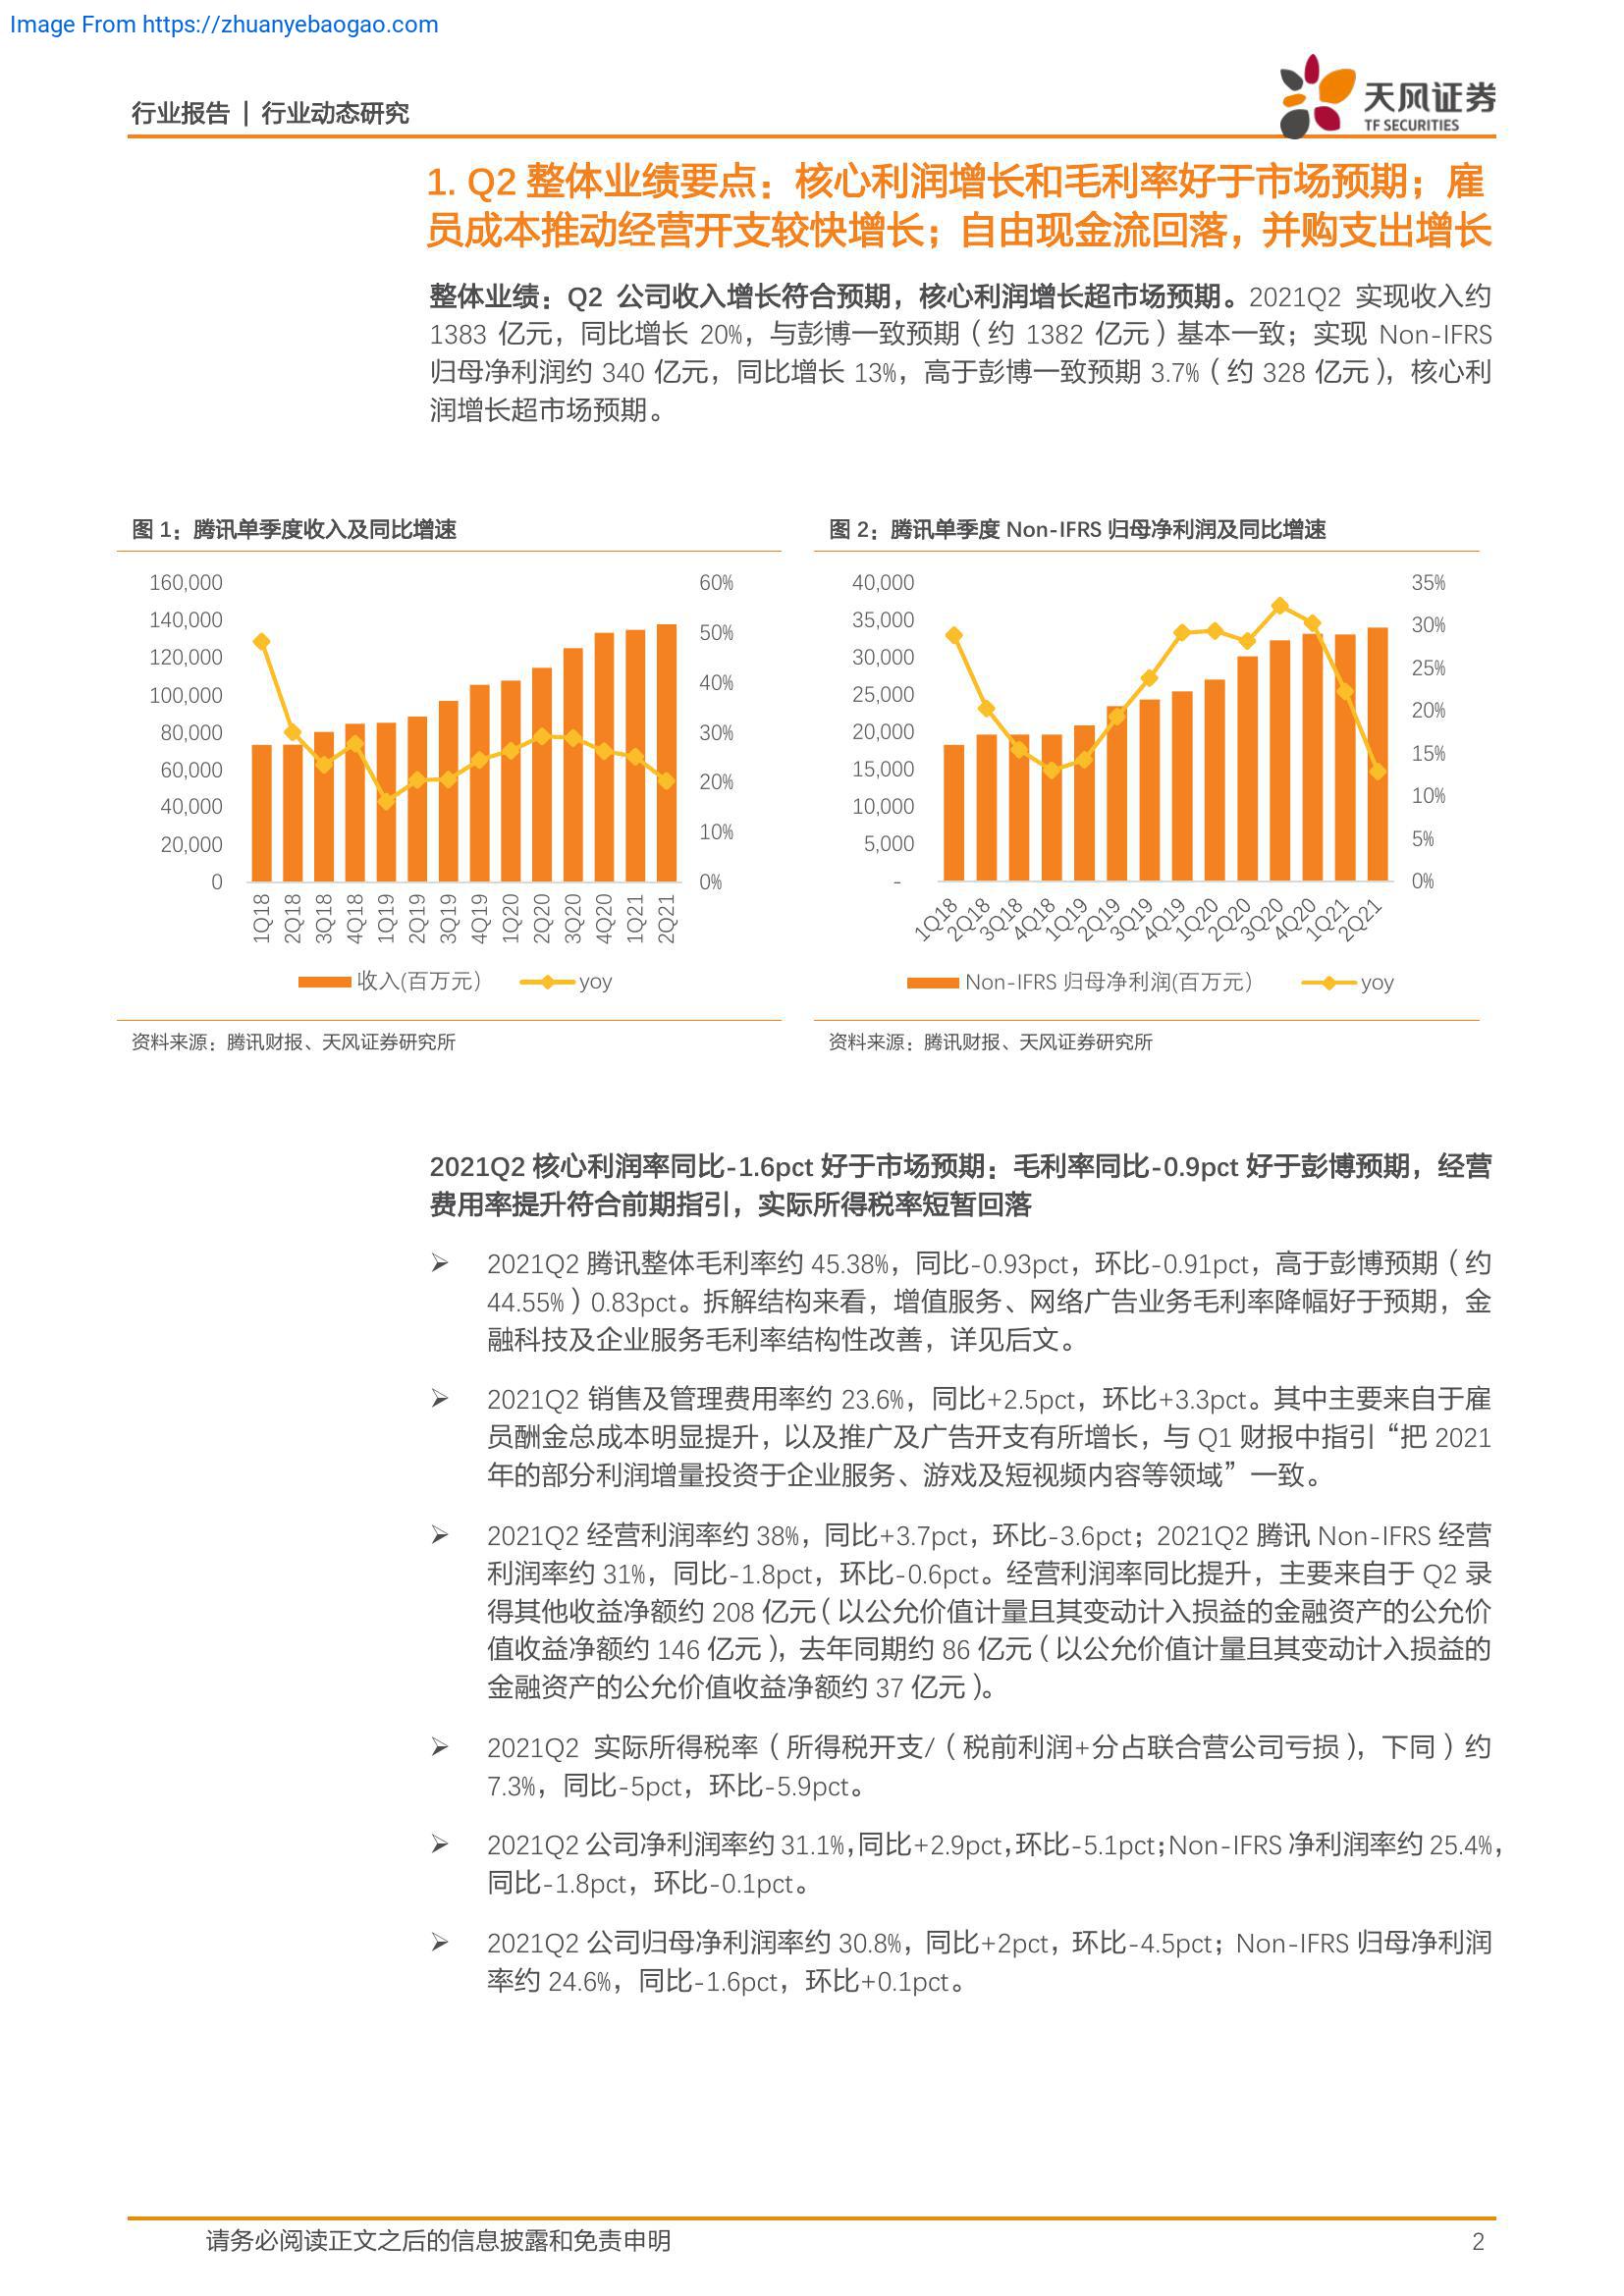 Image From https://zhuanyebaogao.com
行业报告 | 行业动态研究
天风证券
TF SECURITIES
1. Q2 整体业绩要点：核心利润增长和毛利率好于市场预期；雇
员成本推动经营开支较快增长；自由现金流回落，并购支出增长
整体业绩：Q2 公司收入增长符合预期，核心利润增长超市场预期。2021Q2 实现收入约
1383 亿元，同比增长 20%，与彭博一致预期（约 1382 亿元）基本一致；实现 Non-IFRS
归母净利润约 340 亿元，同比增长 13%，高于彭博一致预期 3.7%（约 328 亿元），核心利
润增长超市场预期。
图 1：腾讯单季度收入及同比增速
160,000
140,000
120,000
100,000
80,000
60,000
40,000
20,000
0
60%
50%
40%
30%
20%
10%
0%
1Q18
2Q18
3Q18
4Q18
1Q19
2Q19
3Q19
4Q19
1Q20
2Q20
3Q20
4Q20
1Q21
2Q21
收入(百万元） yoy
资料来源：腾讯财报、天风证券研究所
图 2：腾讯单季度 Non-IFRS 归母净利润及同比增速
40,000
35,000
30,000
25,000
20,000
15,000
10,000
5,000
-
35%
30%
25%
20%
15%
10%
5%
0%
1Q18
2Q18
3Q18
4Q18
1Q19
2Q19
3Q19
4Q19
1Q20
2Q20
3Q20
4Q20
1Q21
2Q21
Non-IFRS 归母净利润(百万元） yoy
资料来源：腾讯财报、天风证券研究所
2021Q2 核心利润率同比-1.6pct 好于市场预期：毛利率同比-0.9pct 好于彭博预期，经营
费用率提升符合前期指引，实际所得税率短暂回落
➢ 2021Q2 腾讯整体毛利率约 45.38%，同比-0.93pct，环比-0.91pct，高于彭博预期（约
44.55%）0.83pct。拆解结构来看，增值服务、网络广告业务毛利率降幅好于预期，金
融科技及企业服务毛利率结构性改善，详见后文。
➢ 2021Q2 销售及管理费用率约 23.6%，同比+2.5pct，环比+3.3pct。其中主要来自于雇
员酬金总成本明显提升，以及推广及广告开支有所增长，与 Q1 财报中指引“把 2021
年的部分利润增量投资于企业服务、游戏及短视频内容等领域”一致。
➢ 2021Q2 经营利润率约 38%，同比+3.7pct，环比-3.6pct；2021Q2 腾讯 Non-IFRS 经营
利润率约 31%，同比-1.8pct，环比-0.6pct。经营利润率同比提升，主要来自于 Q2 录
得其他收益净额约 208 亿元（以公允价值计量且其变动计入损益的金融资产的公允价
值收益净额约 146 亿元），去年同期约 86 亿元（以公允价值计量且其变动计入损益的
金融资产的公允价值收益净额约 37 亿元）。
➢ 2021Q2 实际所得税率（所得税开支/（税前利润+分占联合营公司亏损），下同）约
7.3%，同比-5pct，环比-5.9pct。
➢ 2021Q2 公司净利润率约 31.1%，同比+2.9pct，环比-5.1pct；Non-IFRS 净利润率约 25.4%，
同比-1.8pct，环比-0.1pct。
➢ 2021Q2 公司归母净利润率约 30.8%，同比+2pct，环比-4.5pct；Non-IFRS 归母净利润
率约 24.6%，同比-1.6pct，环比+0.1pct。
请务必阅读正文之后的信息披露和免责申明 2